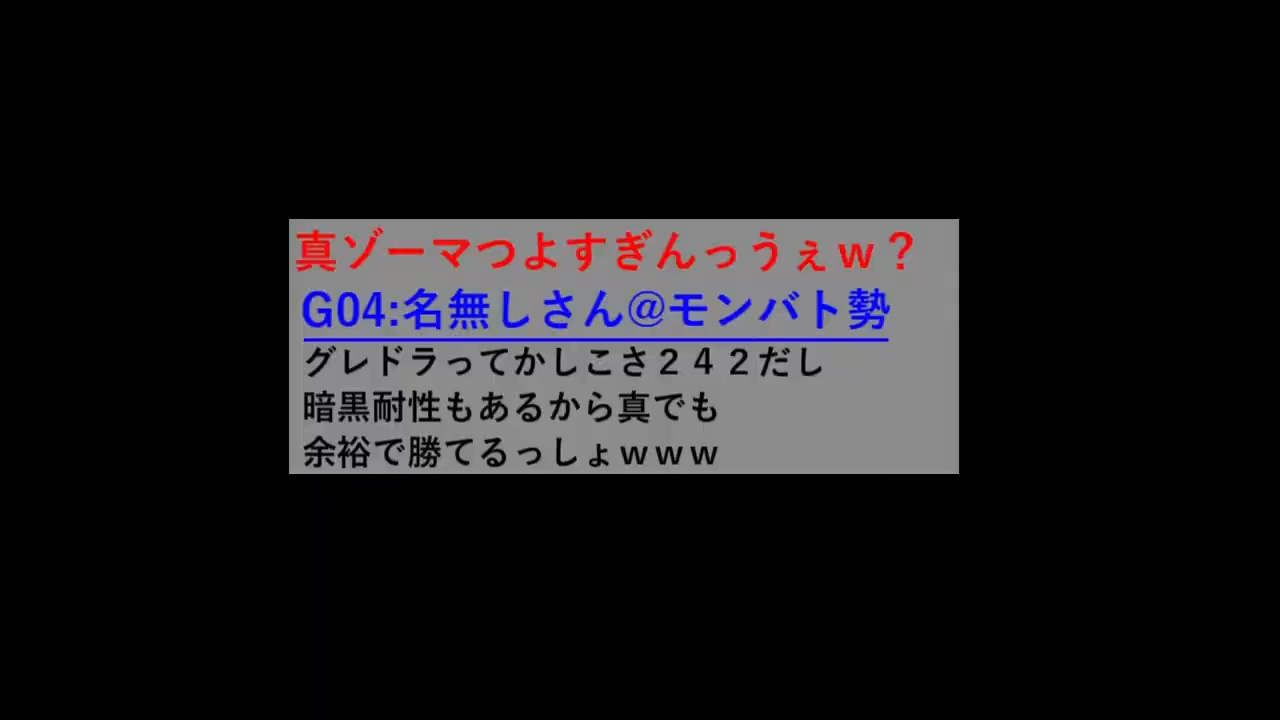 真ゾーマつよすぎんっうぇｗ？
G04:名無しさん@モンバト勢
グレドラってかしこさ２４２だし
暗黒耐性もあるから真でも
余裕で勝てるっしょｗｗｗ